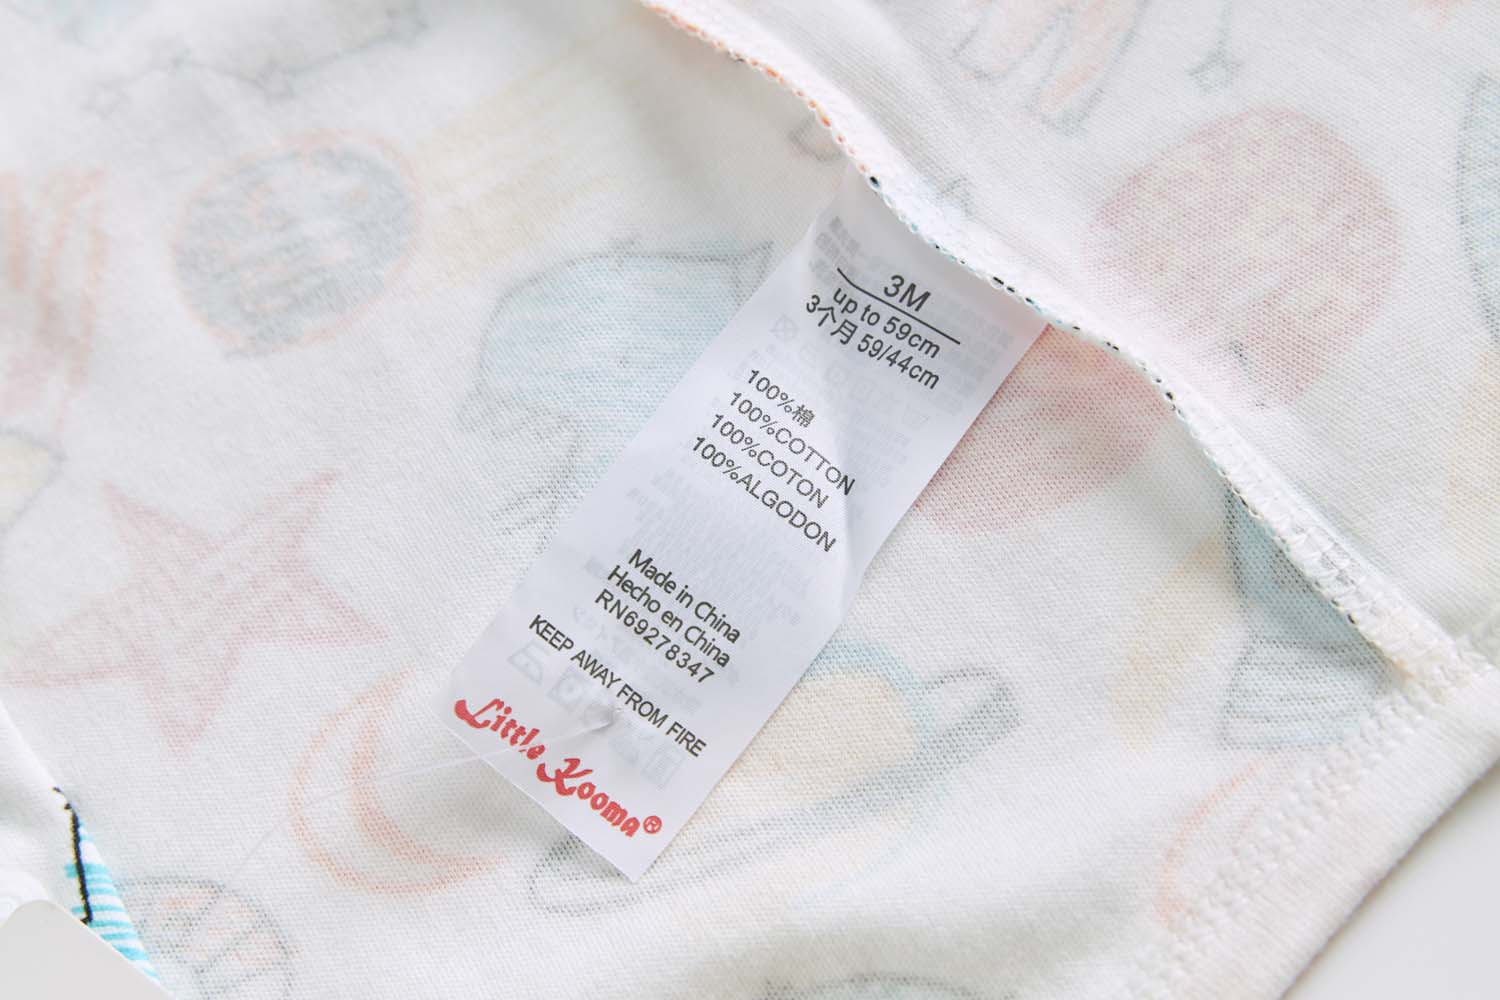 3M
up to 59cm
3个月 59/44cm
100%棉
100%COTTON
100%COTON
100%ALGODON
Made in China
Hecho en China
RN69278347
KEEP AWAY FROM FIRE
Little Kooma®